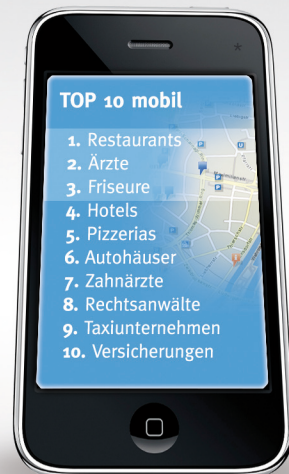 TOP 10 mobil
1. Restaurants
2. Ärzte
3. Friseure
4. Hotels
5. Pizzerias
6. Autohäuser
7. Zahnärzte
8. Rechtsanwälte
9. Taxiunternehmen
10. Versicherungen